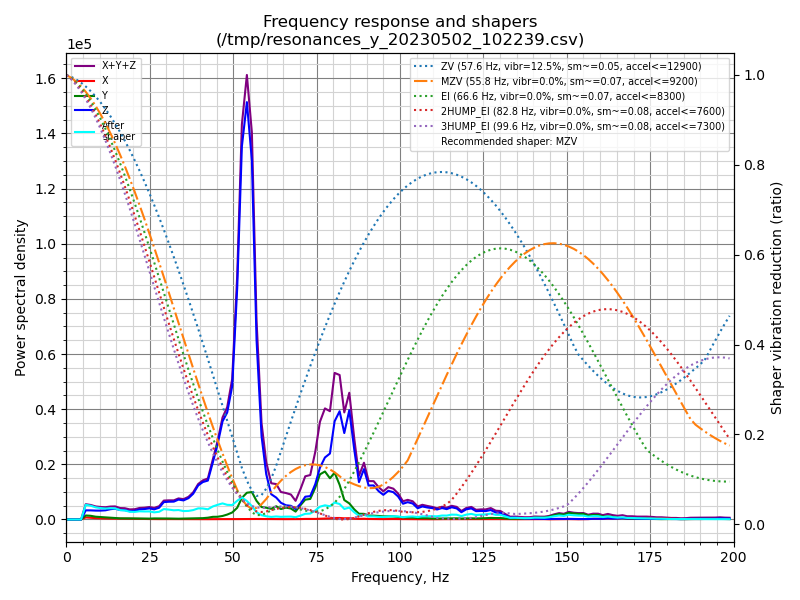 Frequency response and shapers
(/tmp/resonances_y_20230502_102239.csv)
1e5
X+Y+Z
X
Y
Z
After
shaper
ZV (57.6 Hz, vibr=12.5%, sm~=0.05, accel<=12900)
MZV (55.8 Hz, vibr=0.0%, sm~=0.07, accel<=9200)
EI (66.6 Hz, vibr=0.0%, sm~=0.07, accel<=8300)
2HUMP_EI (82.8 Hz, vibr=0.0%, sm~=0.08, accel<=7600)
3HUMP_EI (99.6 Hz, vibr=0.0%, sm~=0.08, accel<=7300)
Recommended shaper: MZV
Power spectral density
1.6
1.4
1.2
1.0
0.8
0.6
0.4
0.2
0.0
1.0
0.8
0.6
0.4
0.2
0.0
Shaper vibration reduction (ratio)
0 25 50 75 100 125 150 175 200
Frequency, Hz